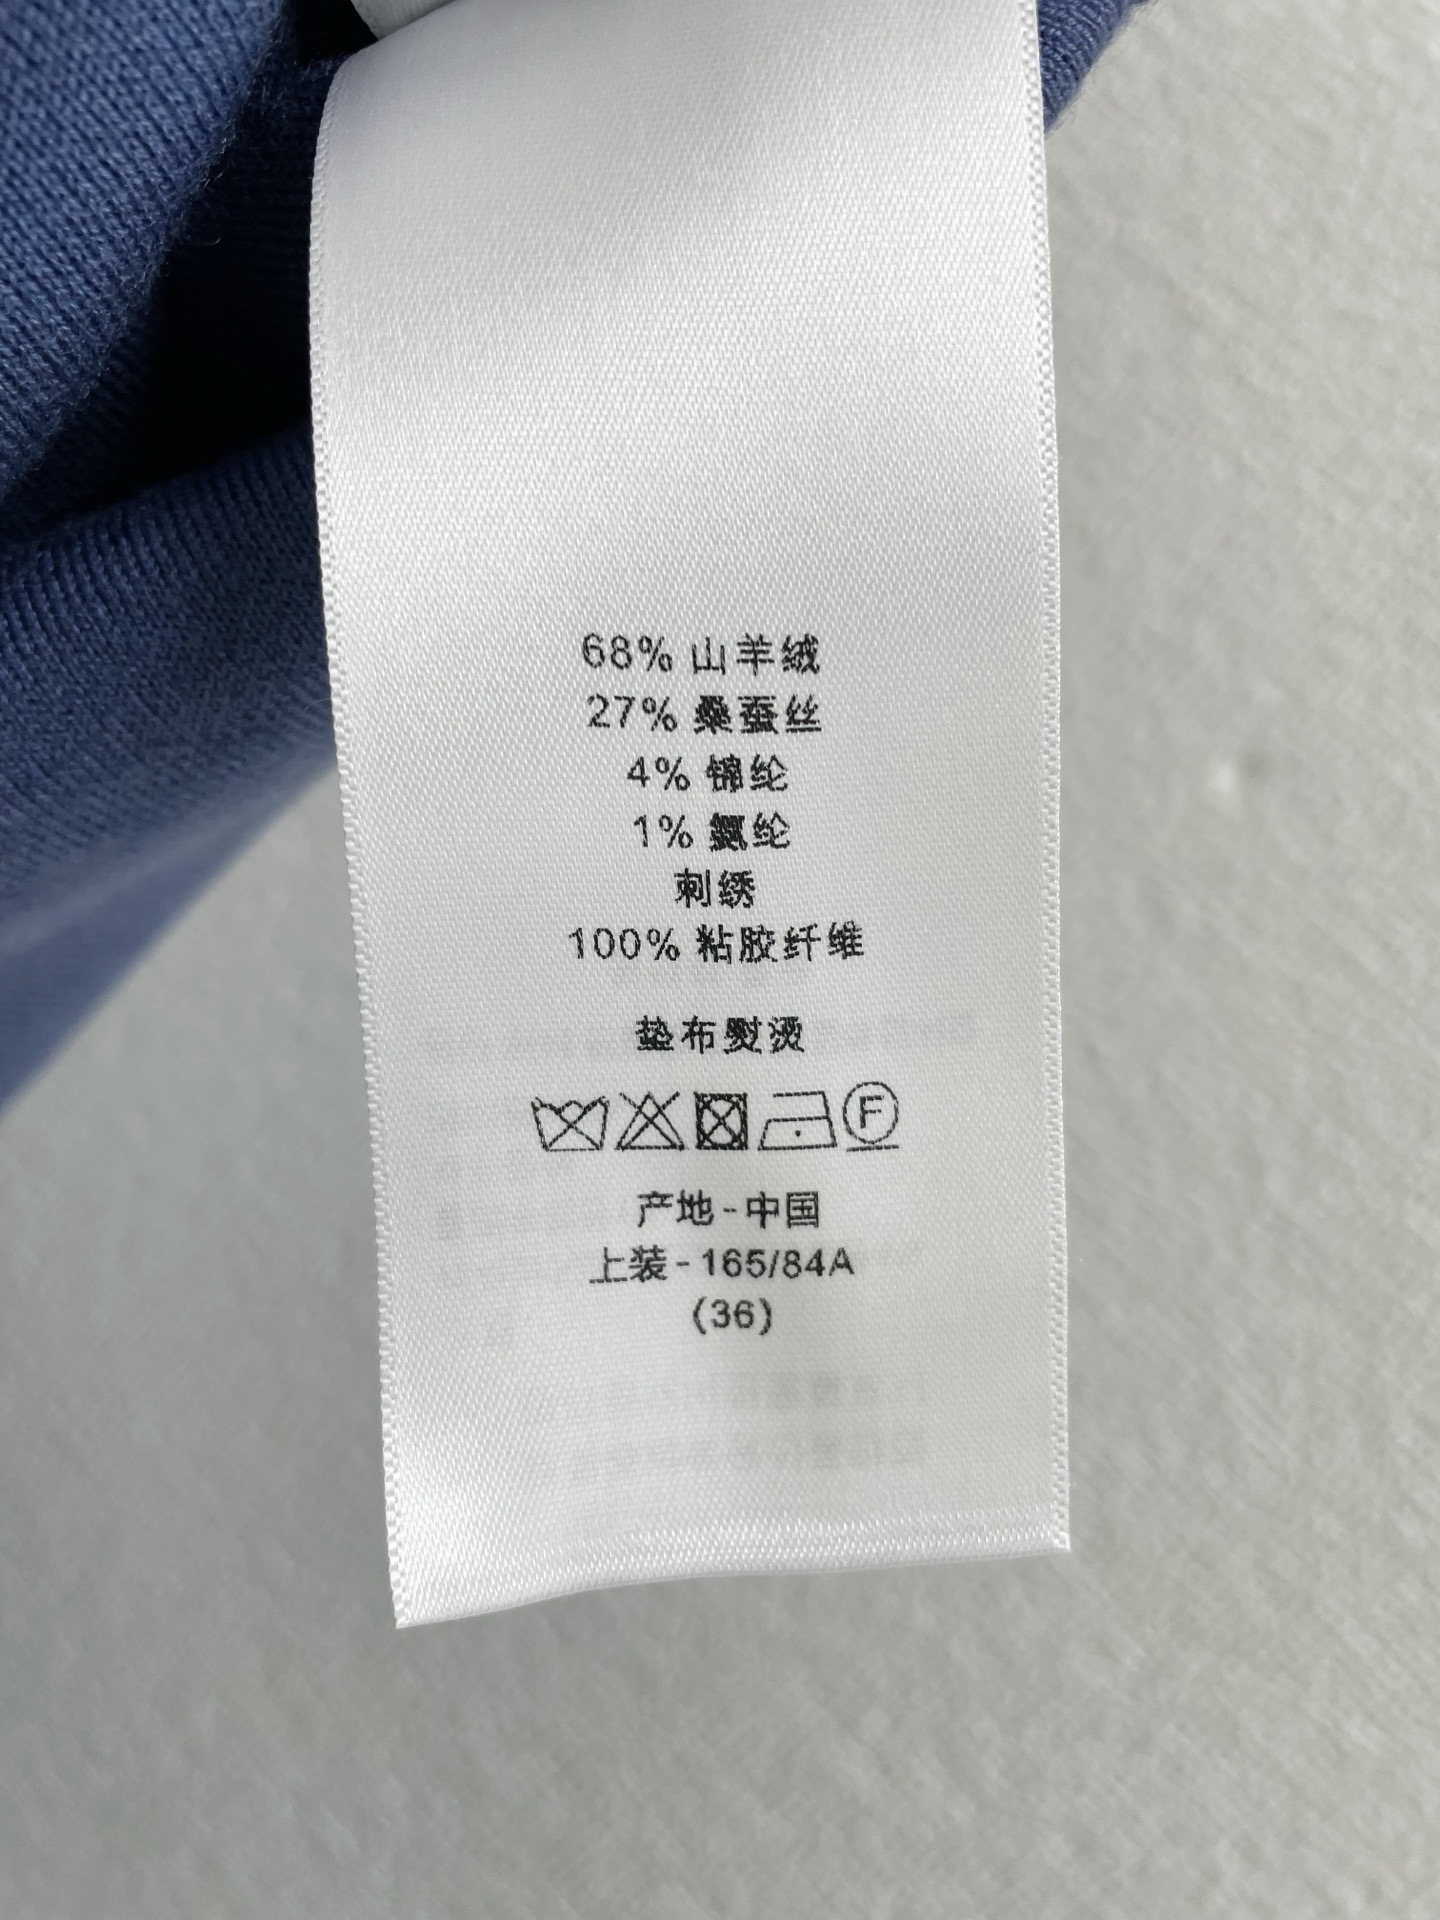 68% 山羊绒
27% 桑蚕丝
4% 锦纶
1% 氨纶
刺绣
100% 粘胶纤维
垫布熨烫
F
产地-中国
上装-165/84A
(36)